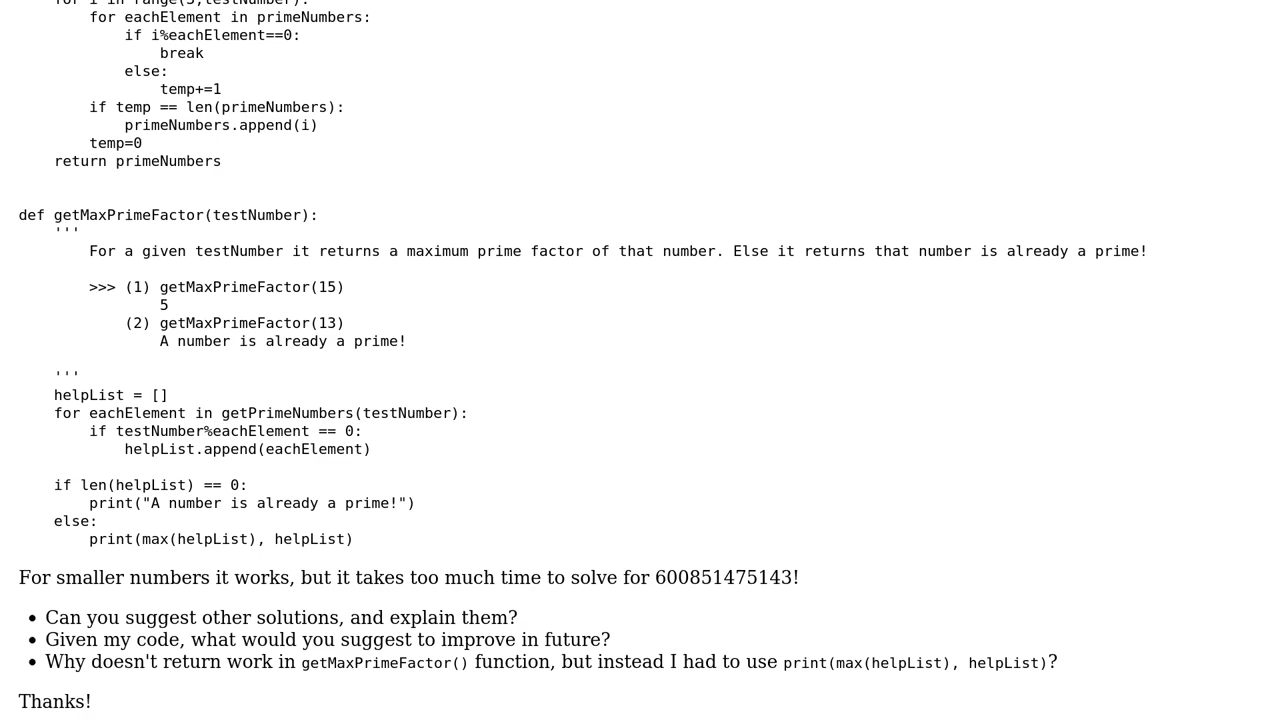 for i in range(3,testNumber):
        for eachElement in primeNumbers:
            if i%eachElement==0:
                break
            else:
                temp+=1
        if temp == len(primeNumbers):
            primeNumbers.append(i)
        temp=0
    return primeNumbers
def getMaxPrimeFactor(testNumber):
    '''
        For a given testNumber it returns a maximum prime factor of that number. Else it returns that number is already a prime!
        >>> (1) getMaxPrimeFactor(15)
                5
            (2) getMaxPrimeFactor(13)
                A number is already a prime!
    '''
    helpList = []
    for eachElement in getPrimeNumbers(testNumber):
        if testNumber%eachElement == 0:
            helpList.append(eachElement)
    if len(helpList) == 0:
        print("A number is already a prime!")
    else:
        print(max(helpList), helpList)
For smaller numbers it works, but it takes too much time to solve for 600851475143!
• Can you suggest other solutions, and explain them?
• Given my code, what would you suggest to improve in future?
• Why doesn't return work in getMaxPrimeFactor() function, but instead I had to use print(max(helpList), helpList)?
Thanks!